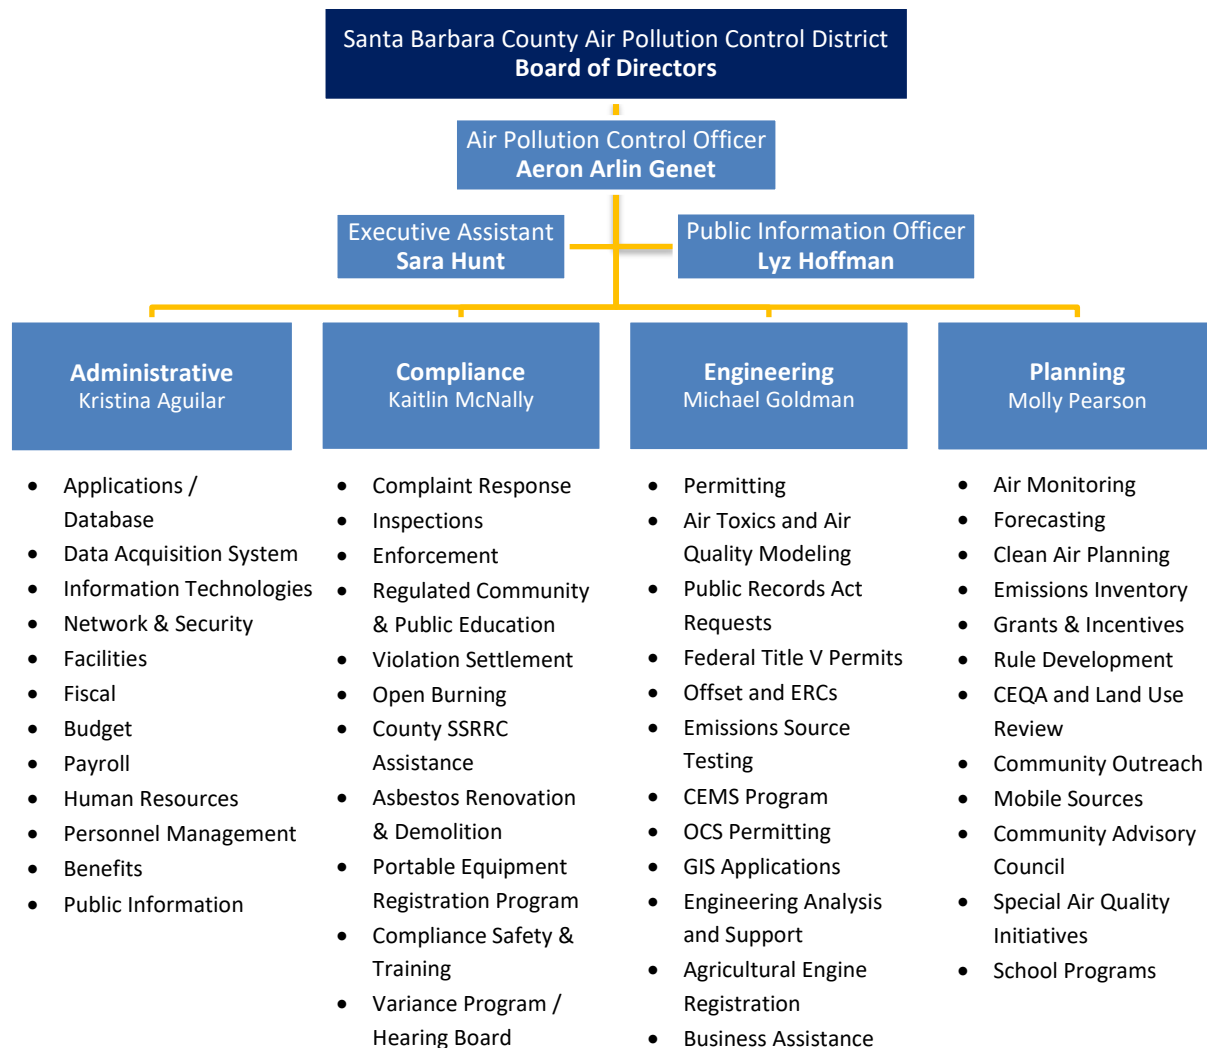 Santa Barbara County Air Pollution Control District
Board of Directors
Air Pollution Control Officer
Aeron Arlin Genet
Executive Assistant
Sara Hunt
Public Information Officer
Lyz Hoffman
Administrative
Kristina Aguilar
Compliance
Kaitlin McNally
Engineering
Michael Goldman
Planning
Molly Pearson
• Applications /
Database
• Data Acquisition System
• Information Technologies
• Network & Security
• Facilities
• Fiscal
• Budget
• Payroll
• Human Resources
• Personnel Management
• Benefits
• Public Information
• Complaint Response
• Inspections
• Enforcement
• Regulated Community
& Public Education
• Violation Settlement
• Open Burning
• County SSRRC
Assistance
• Asbestos Renovation
& Demolition
• Portable Equipment
Registration Program
• Compliance Safety &
Training
• Variance Program /
Hearing Board
• Permitting
• Air Toxics and Air
Quality Modeling
• Public Records Act
Requests
• Federal Title V Permits
• Offset and ERCs
• Emissions Source
Testing
• CEMS Program
• OCS Permitting
• GIS Applications
• Engineering Analysis
and Support
• Agricultural Engine
Registration
• Business Assistance
• Air Monitoring
• Forecasting
• Clean Air Planning
• Emissions Inventory
• Grants & Incentives
• Rule Development
• CEQA and Land Use
Review
• Community Outreach
• Mobile Sources
• Community Advisory
Council
• Special Air Quality
Initiatives
• School Programs